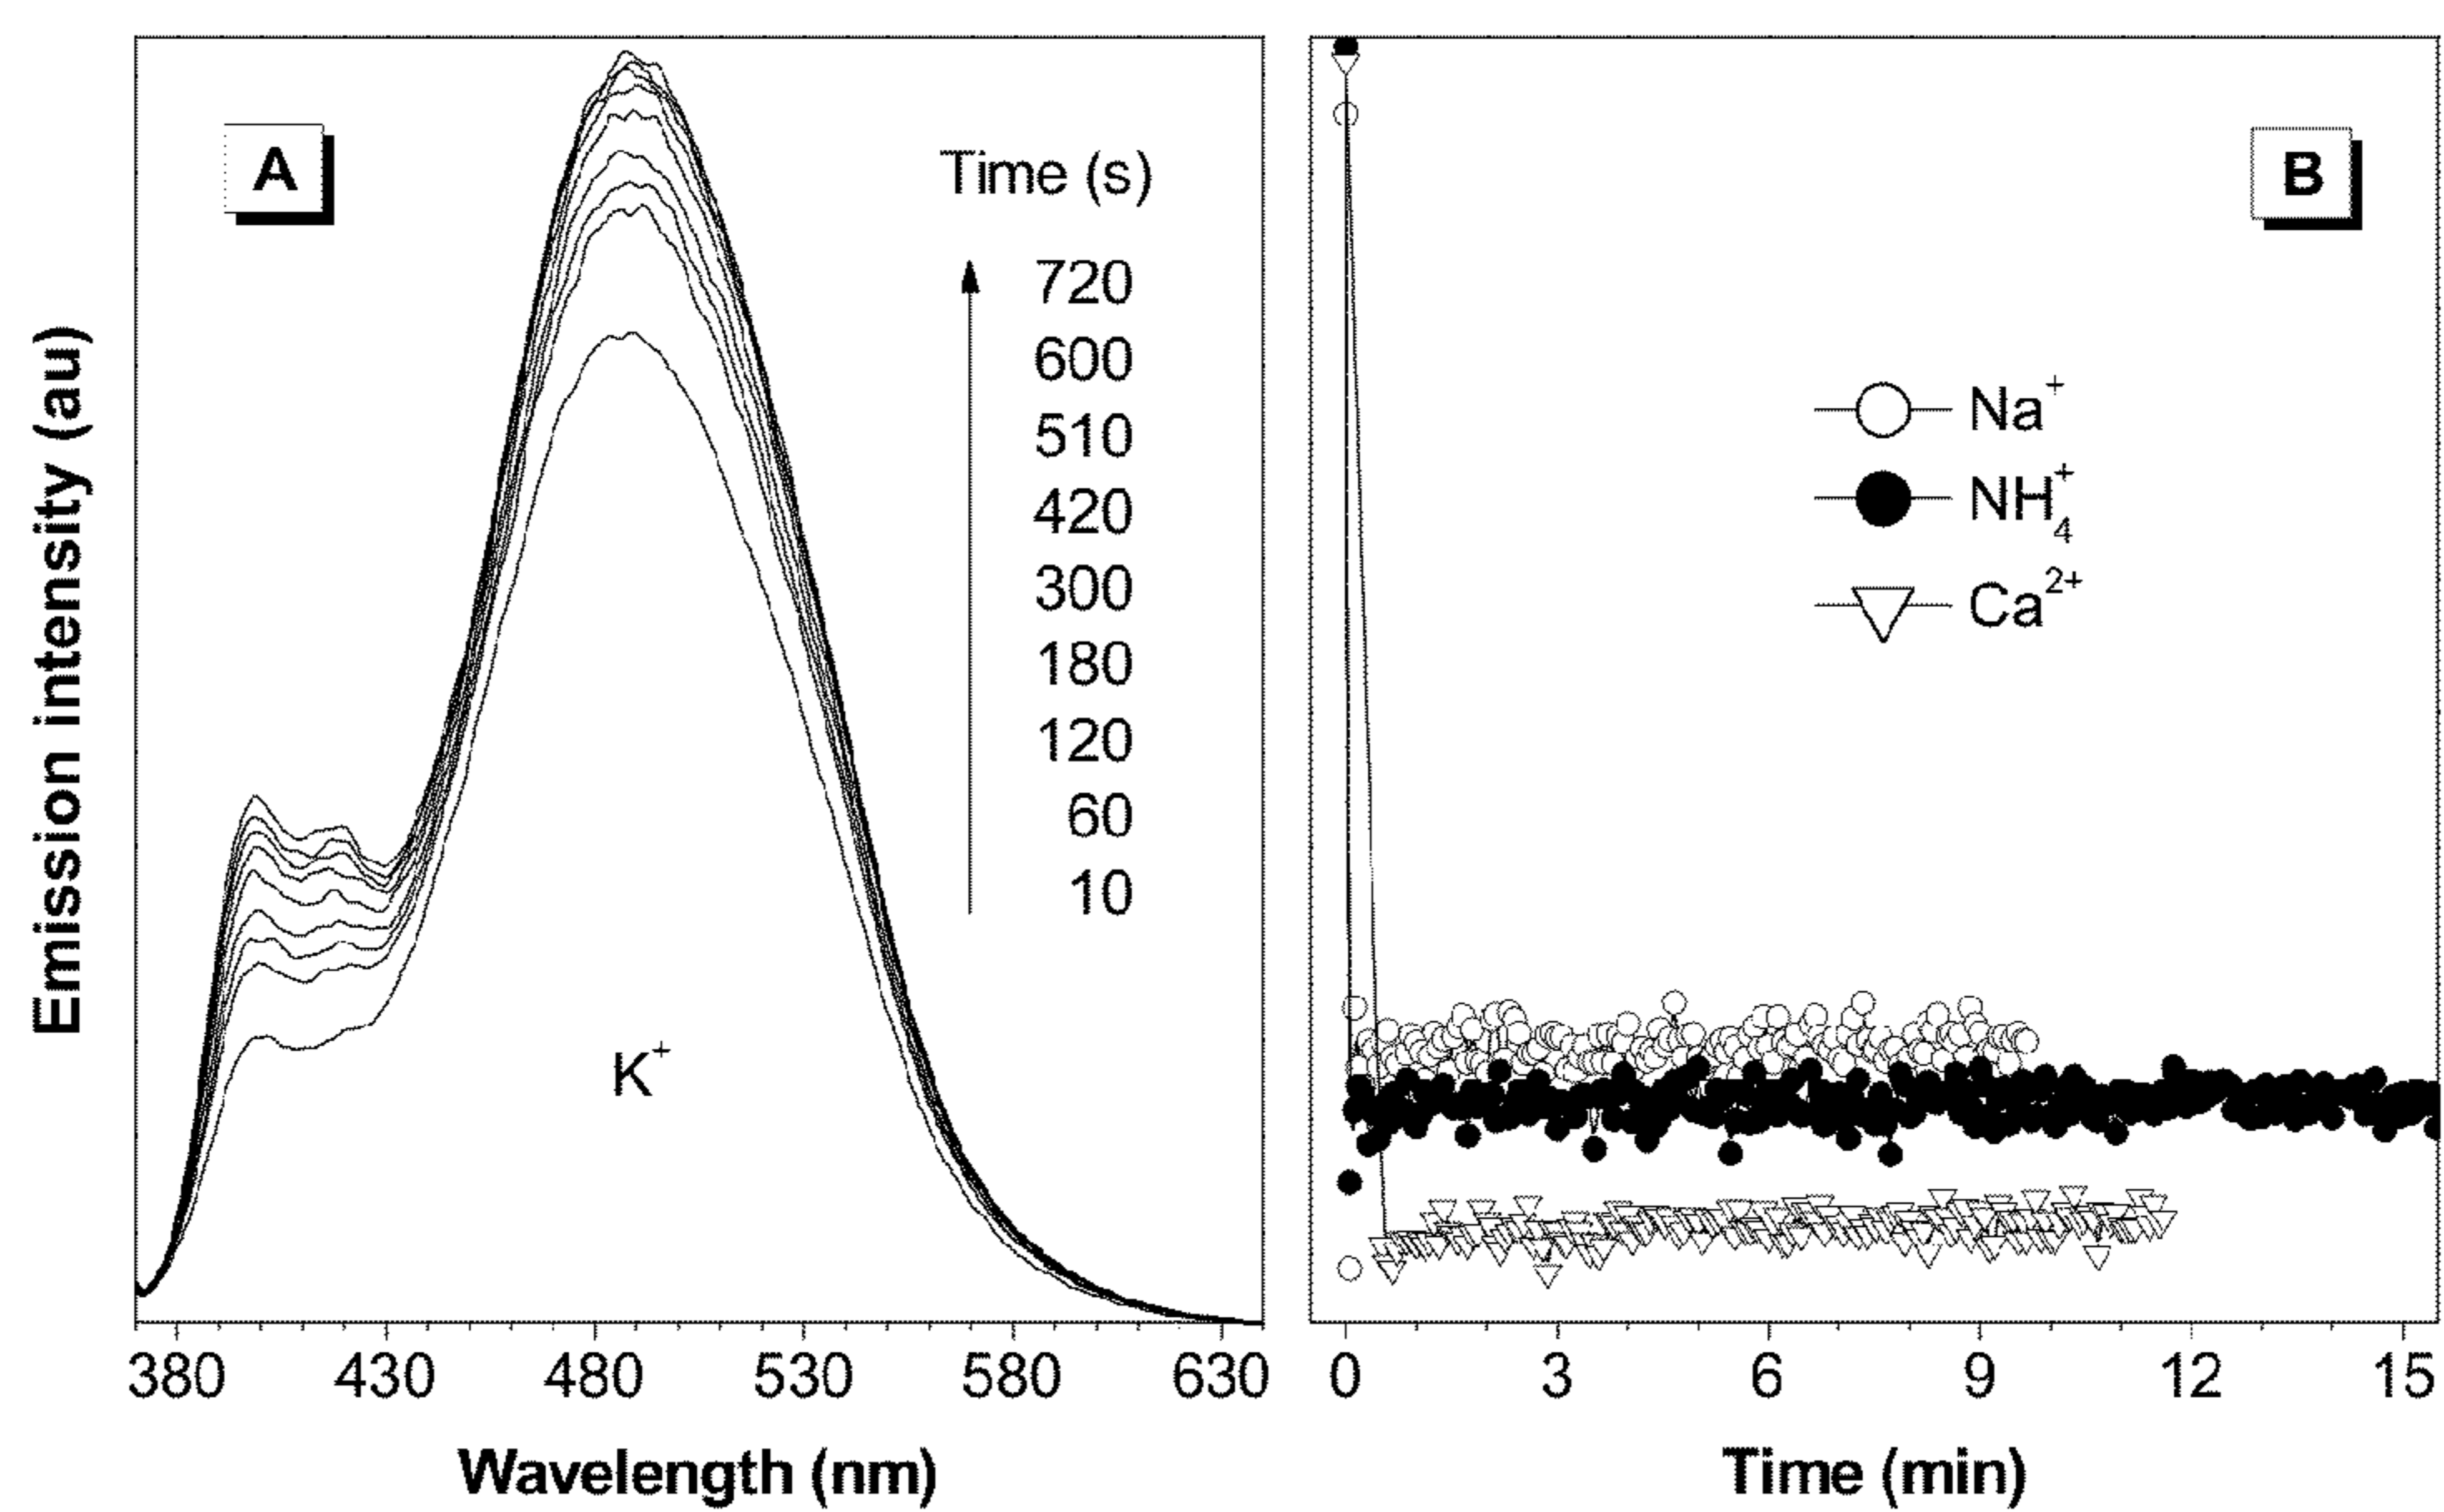 A
Time (s)
720
600
510
420
300
180
120
60
10
K⁺
Emission intensity (au)
380 430 480 530 580 630
Wavelength (nm)
B
Na⁺
NH₄⁺
Ca²⁺
0 3 6 9 12 15
Time (min)